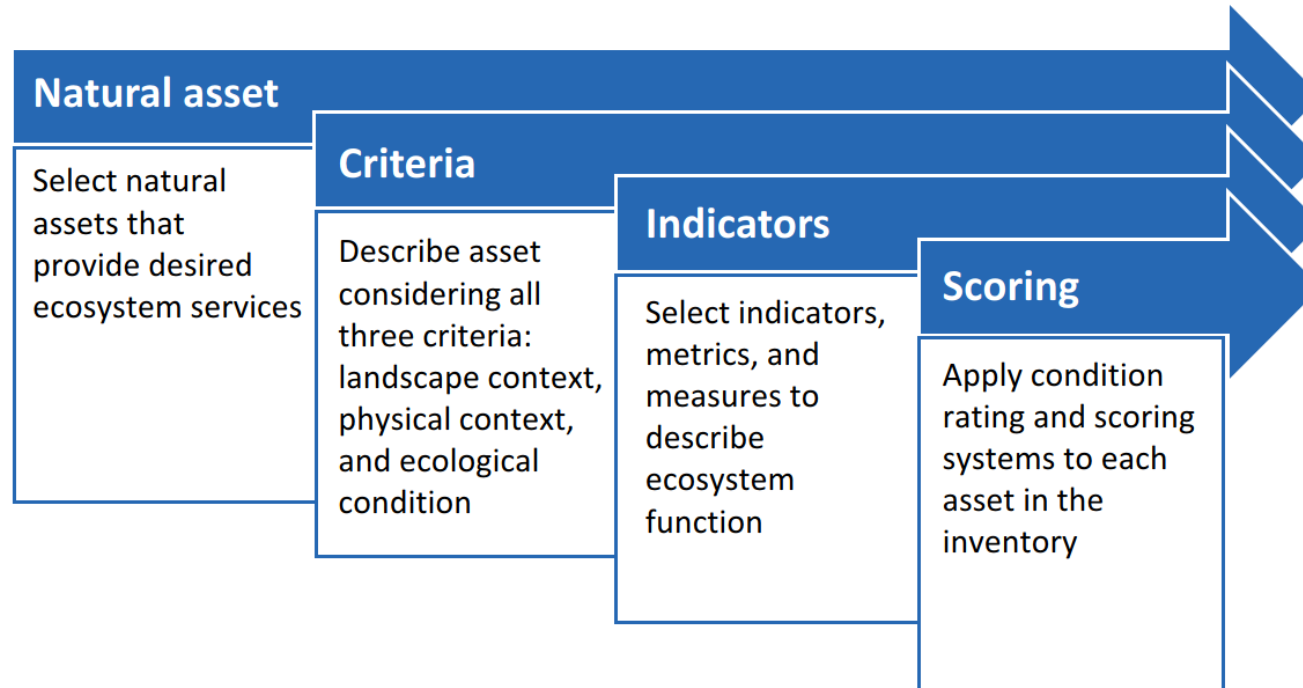 Natural asset
Select natural
assets that
provide desired
ecosystem services
Criteria
Describe asset
considering all
three criteria:
landscape context,
physical context,
and ecological
condition
Indicators
Select indicators,
metrics, and
measures to
describe
ecosystem
function
Scoring
Apply condition
rating and scoring
systems to each
asset in the
inventory